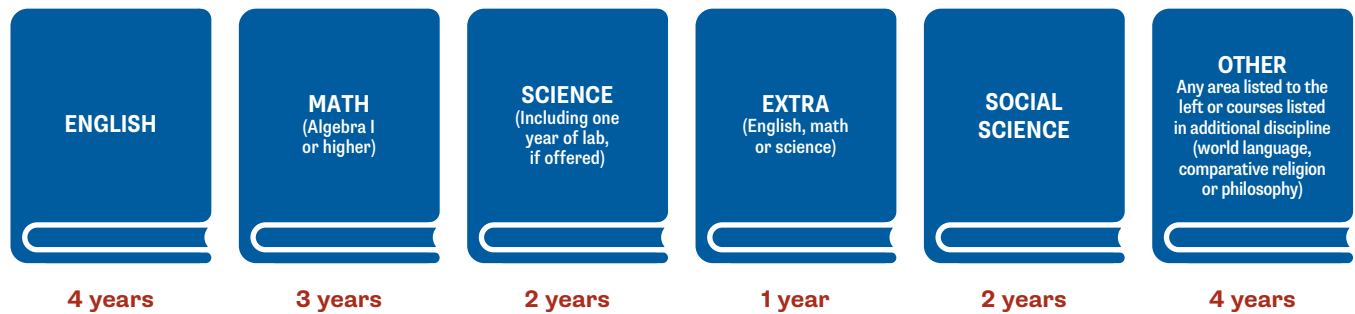 ENGLISH
4 years
MATH
(Algebra I
or higher)
3 years
SCIENCE
(Including one
year of lab,
if offered)
2 years
EXTRA
(English, math
or science)
1 year
SOCIAL
SCIENCE
2 years
OTHER
Any area listed to the
left or courses listed
in additional discipline
(world language,
comparative religion
or philosophy)
4 years